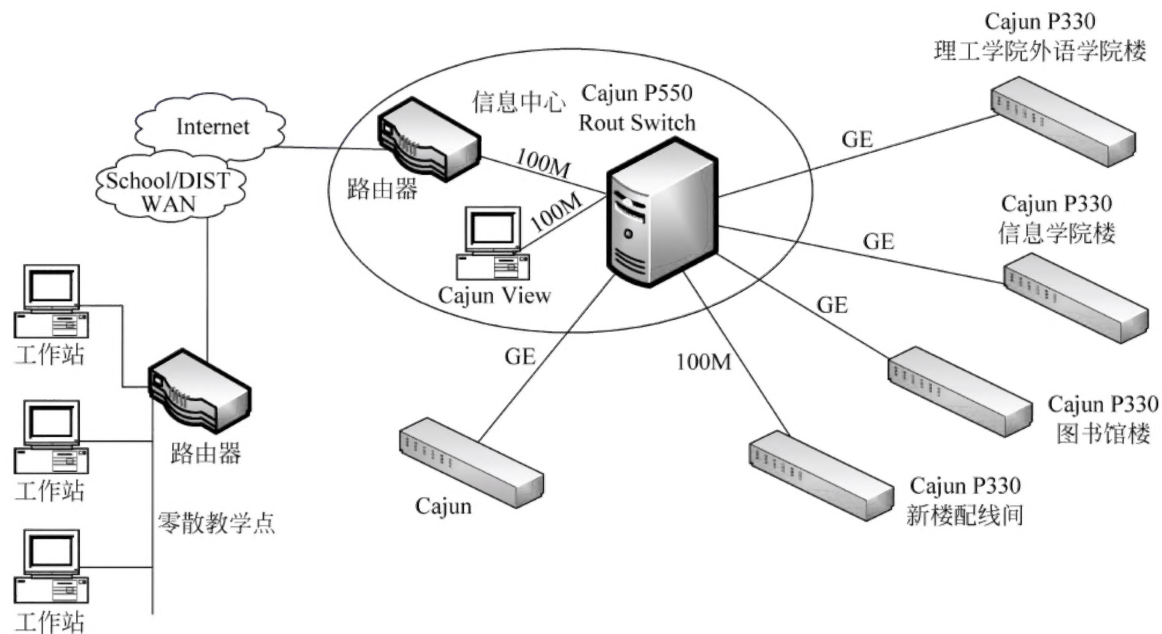 Cajun P330
理工学院外语学院楼
信息中心
Cajun P550
Rout Switch
Internet
School/DIST
WAN
路由器
100M
100M
Cajun View
GE
Cajun P330
信息学院楼
GE
GE
GE
100M
工作站
路由器
Cajun P330
图书馆楼
工作站
零散教学点
Cajun
Cajun P330
新楼配线间
工作站